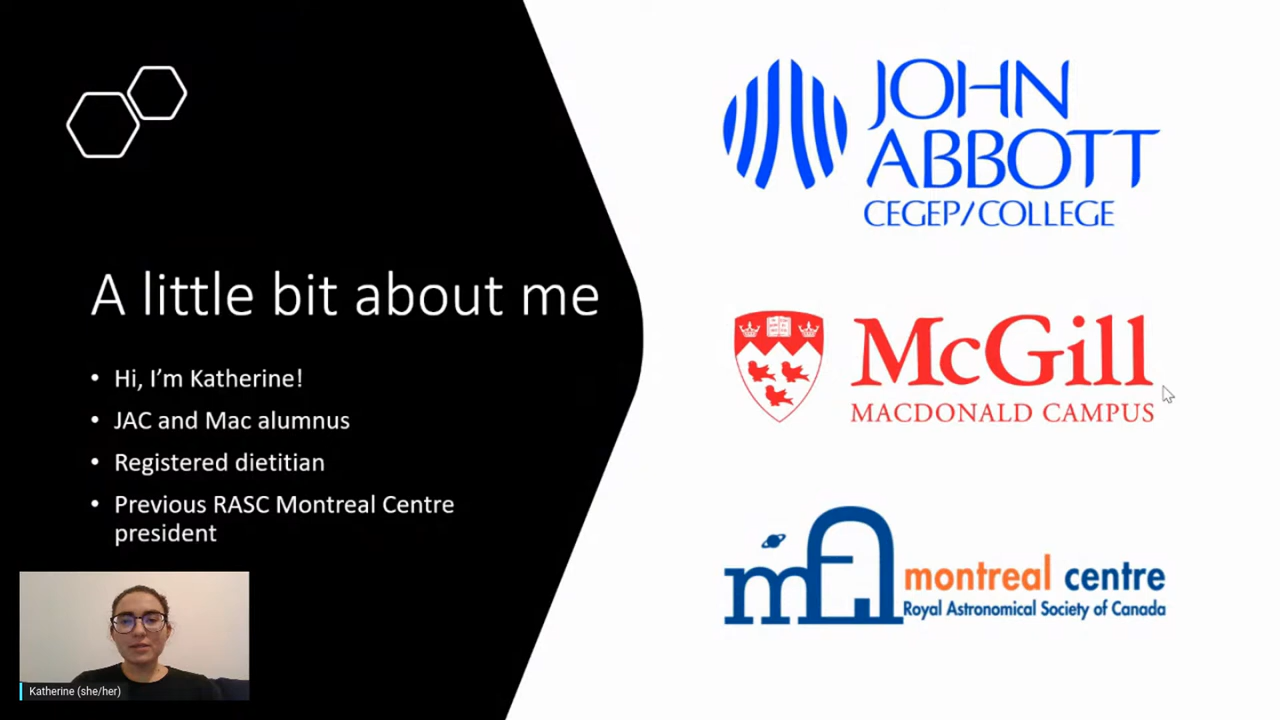 A little bit about me
• Hi, I’m Katherine!
• JAC and Mac alumnus
• Registered dietitian
• Previous RASC Montreal Centre
president
Katherine (she/her)
JOHN
ABBOTT
CEGEP/COLLEGE
McGill
MACDONALD CAMPUS
montreal centre
Royal Astronomical Society of Canada